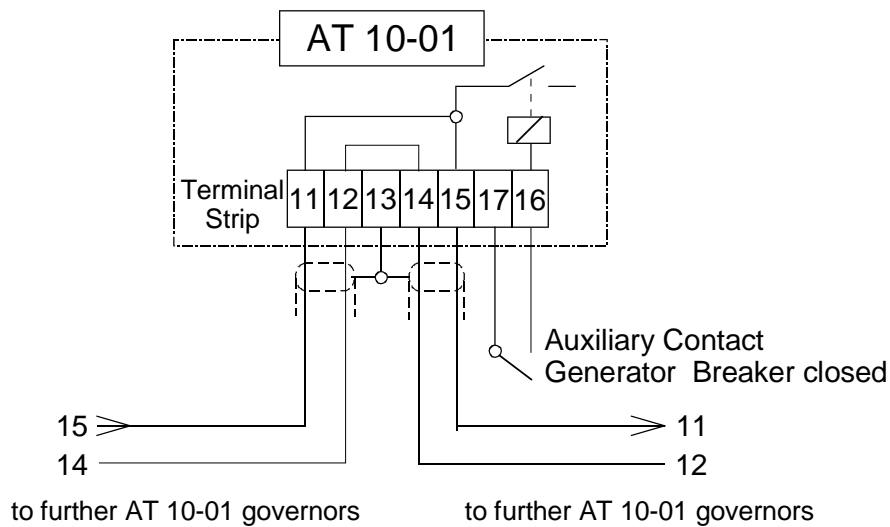 AT 10-01
Terminal
Strip
11 12 13 14 15 17 16
Auxiliary Contact
Generator Breaker closed
15 11
14 12
to further AT 10-01 governors to further AT 10-01 governors